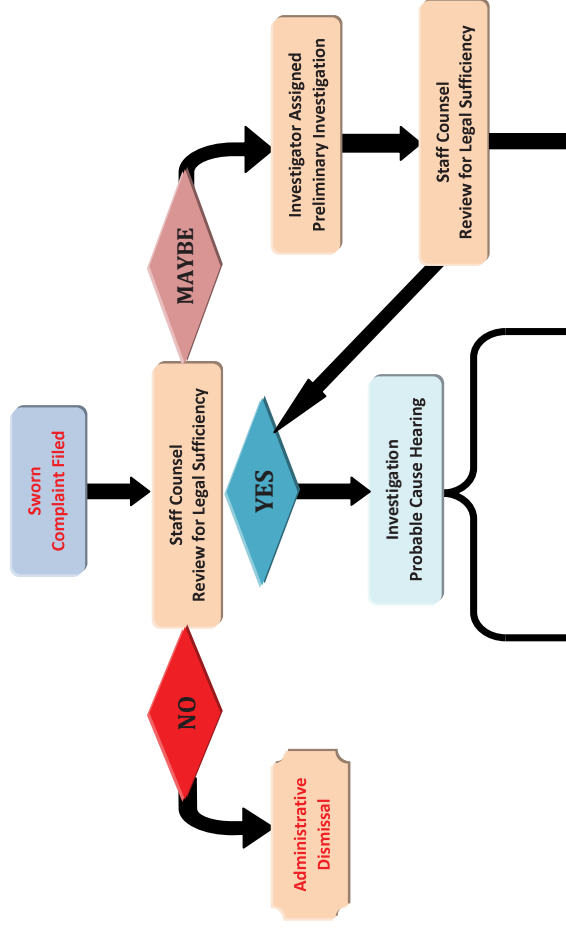 Sworn
Complaint Filed
Staff Counsel
Review for Legal Sufficiency
NO
YES
MAYBE
Administrative
Dismissal
Investigation
Probable Cause Hearing
Investigator Assigned
Preliminary Investigation
Staff Counsel
Review for Legal Sufficiency